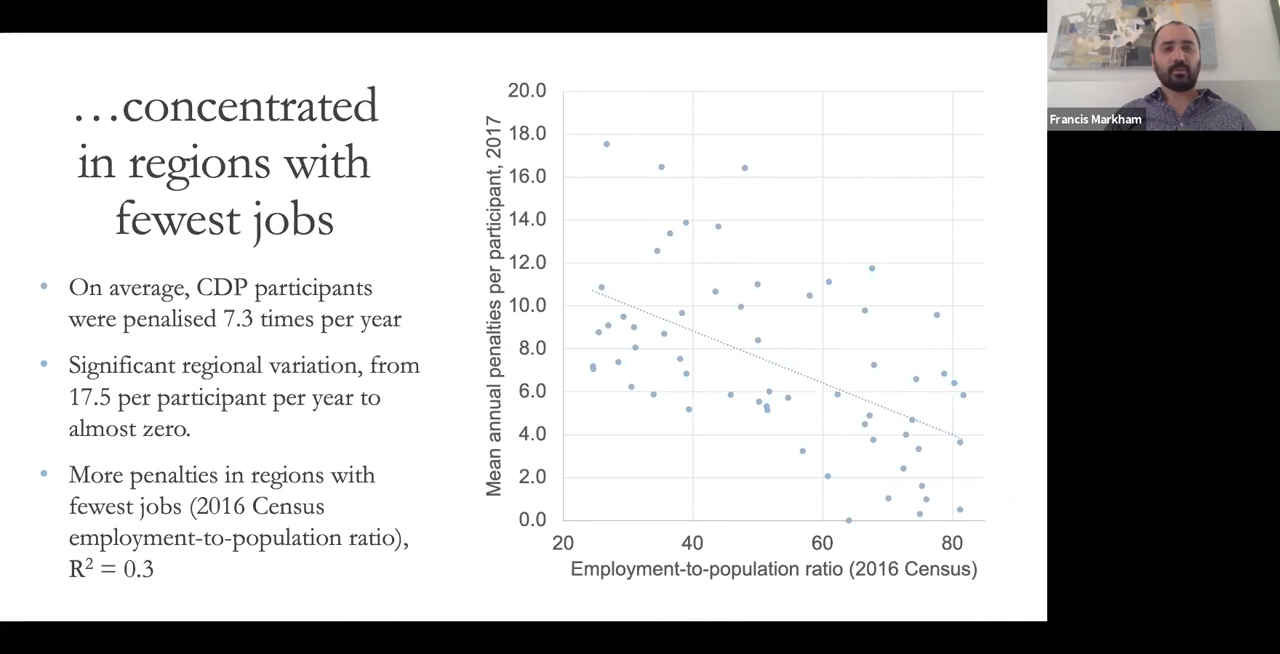 …concentrated
in regions with
fewest jobs
• On average, CDP participants
were penalised 7.3 times per year
• Significant regional variation, from
17.5 per participant per year to
almost zero.
• More penalties in regions with
fewest jobs (2016 Census
employment-to-population ratio),
R² = 0.3
Mean annual penalties per participant, 2017
20.0
18.0
16.0
14.0
12.0
10.0
8.0
6.0
4.0
2.0
0.0
20 40 60 80
Employment-to-population ratio (2016 Census)
Francis Markham